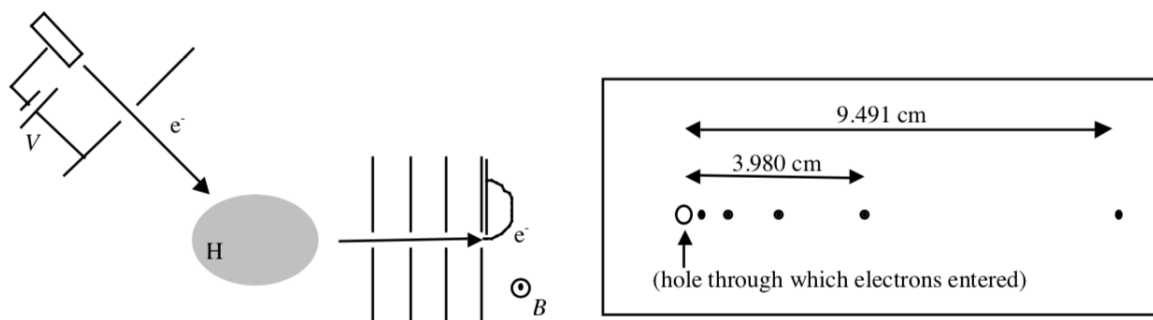 V
e⁻
H
e⁻
B
9.491 cm
3.980 cm
(hole through which electrons entered)